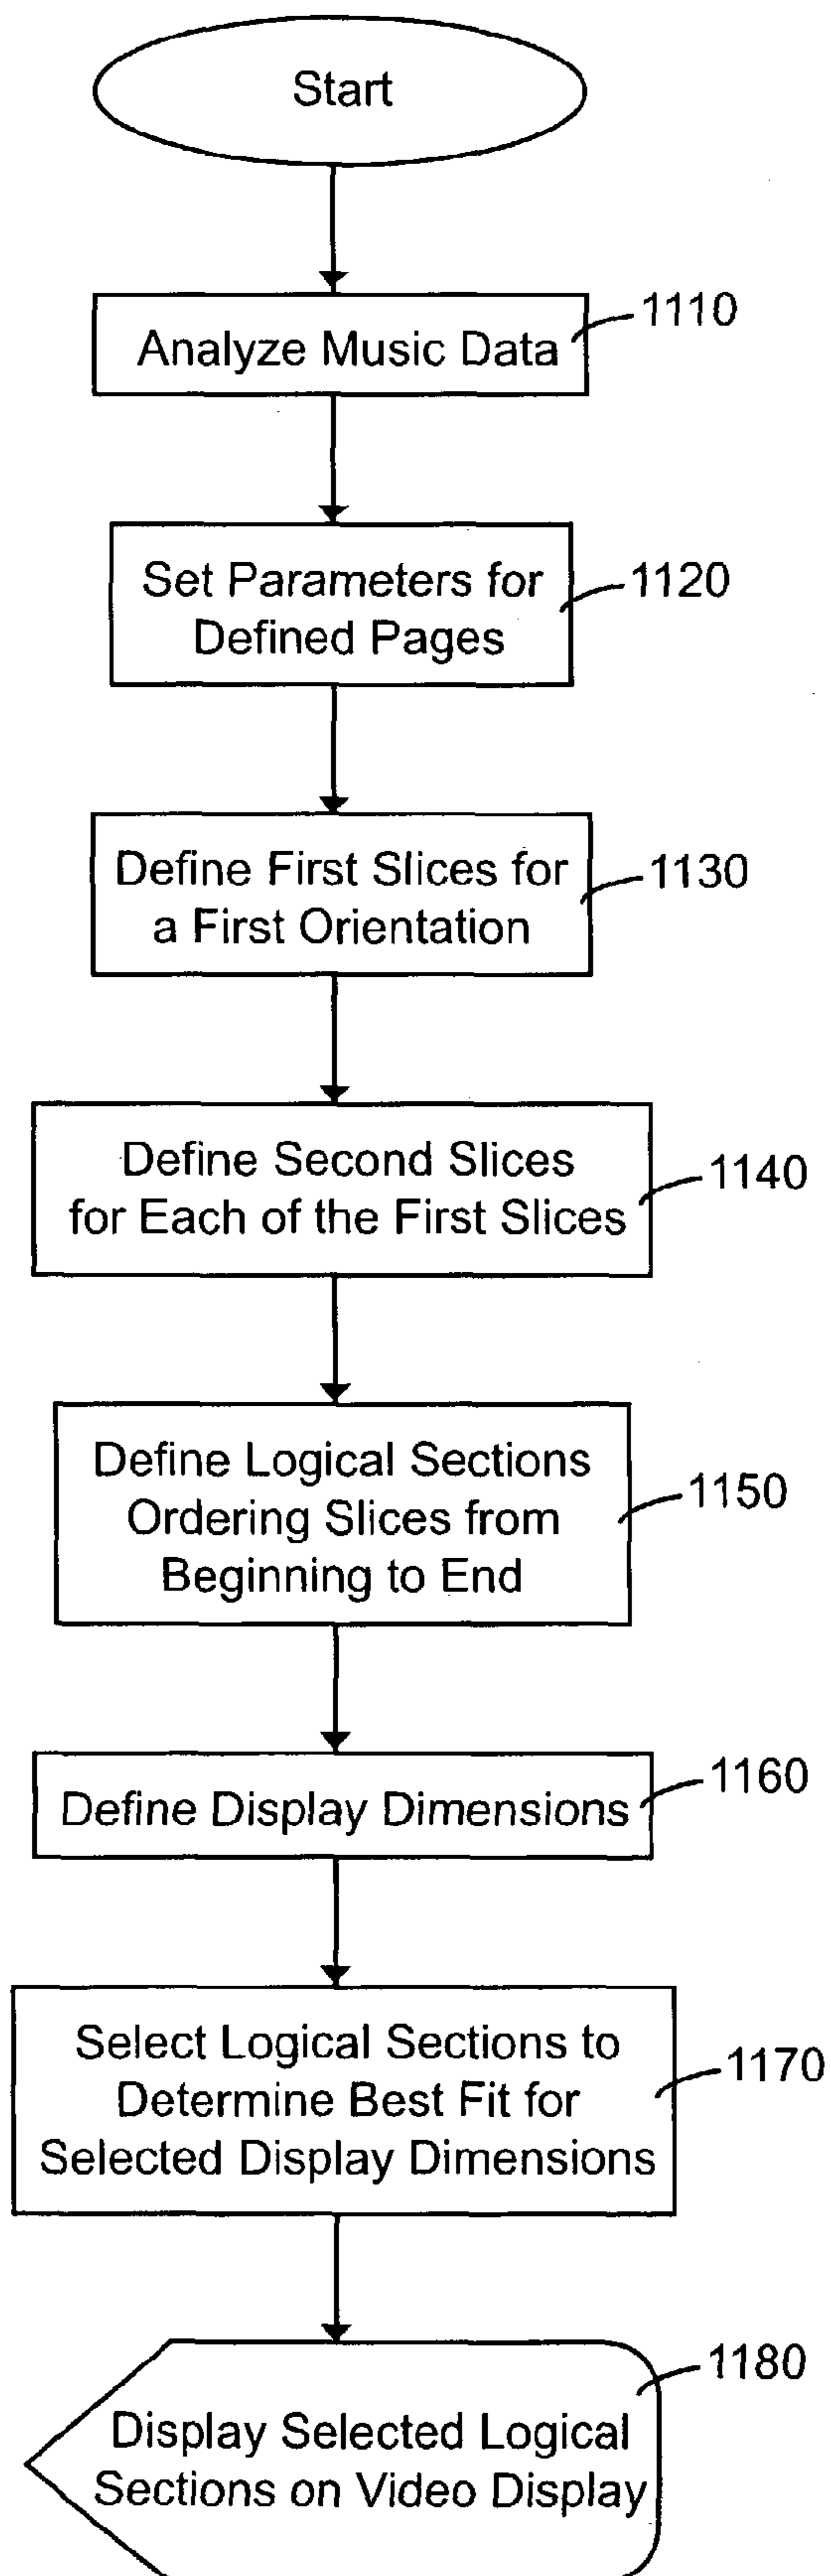 Start
Analyze Music Data
1110
Set Parameters for
Defined Pages
1120
Define First Slices for
a First Orientation
1130
Define Second Slices
for Each of the First Slices
1140
Define Logical Sections
Ordering Slices from
Beginning to End
1150
Define Display Dimensions
1160
Select Logical Sections to
Determine Best Fit for
Selected Display Dimensions
1170
Display Selected Logical
Sections on Video Display
1180